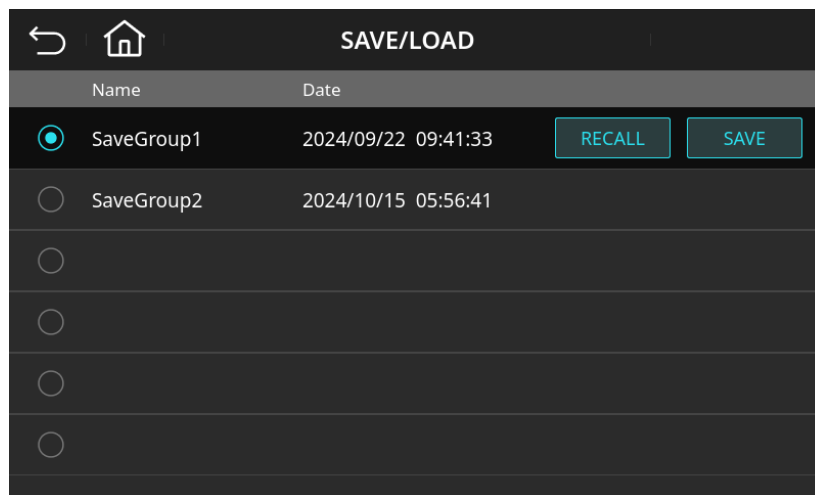 SAVE/LOAD
Name Date
SaveGroup1 2024/09/22 09:41:33 RECALL SAVE
SaveGroup2 2024/10/15 05:56:41